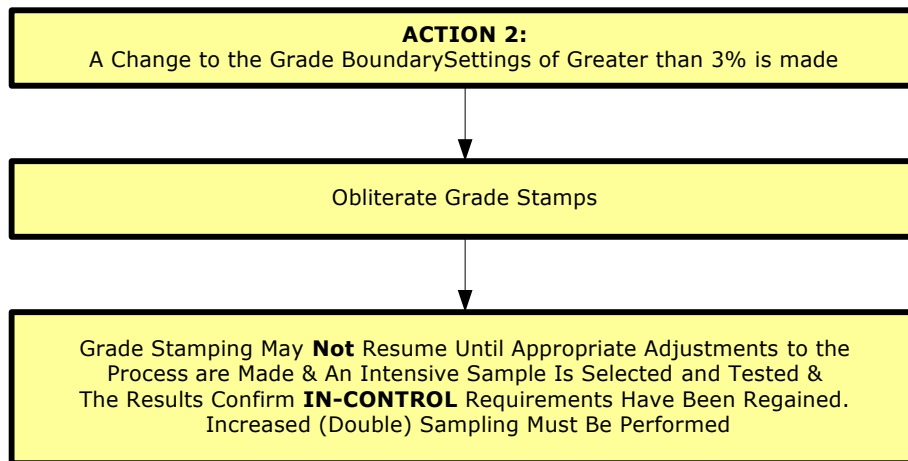 ACTION 2:
A Change to the Grade BoundarySettings of Greater than 3% is made
Obliterate Grade Stamps
Grade Stamping May Not Resume Until Appropriate Adjustments to the
Process are Made & An Intensive Sample Is Selected and Tested &
The Results Confirm IN-CONTROL Requirements Have Been Regained.
Increased (Double) Sampling Must Be Performed